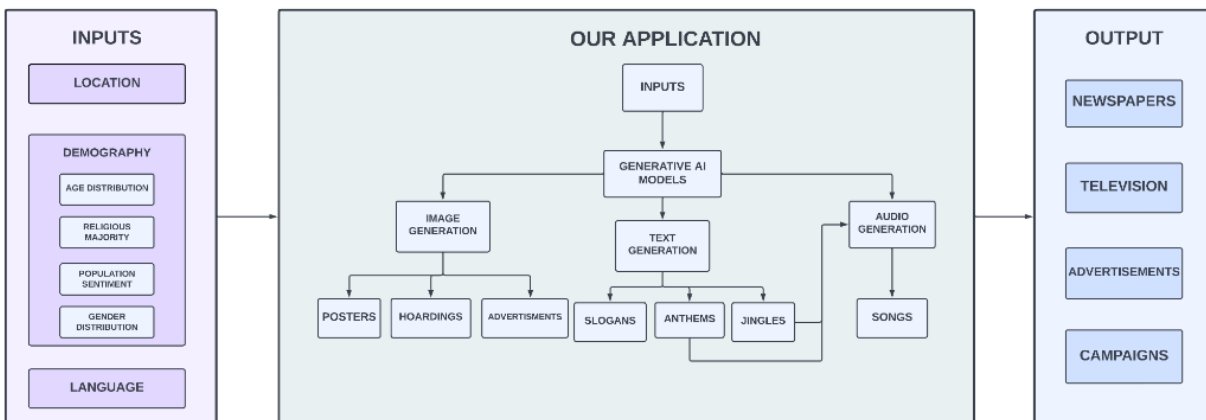 INPUTS
LOCATION
DEMOGRAPHY
AGE DISTRIBUTION
RELIGIOUS
MAJORITY
POPULATION
SENTIMENT
GENDER
DISTRIBUTION
LANGUAGE
OUR APPLICATION
INPUTS
GENERATIVE AI
MODELS
IMAGE
GENERATION
TEXT
GENERATION
AUDIO
GENERATION
POSTERS
HOARDINGS
ADVERTISMENTS
SLOGANS
ANTHEMS
JINGLES
SONGS
OUTPUT
NEWSPAPERS
TELEVISION
ADVERTISEMENTS
CAMPAIGNS